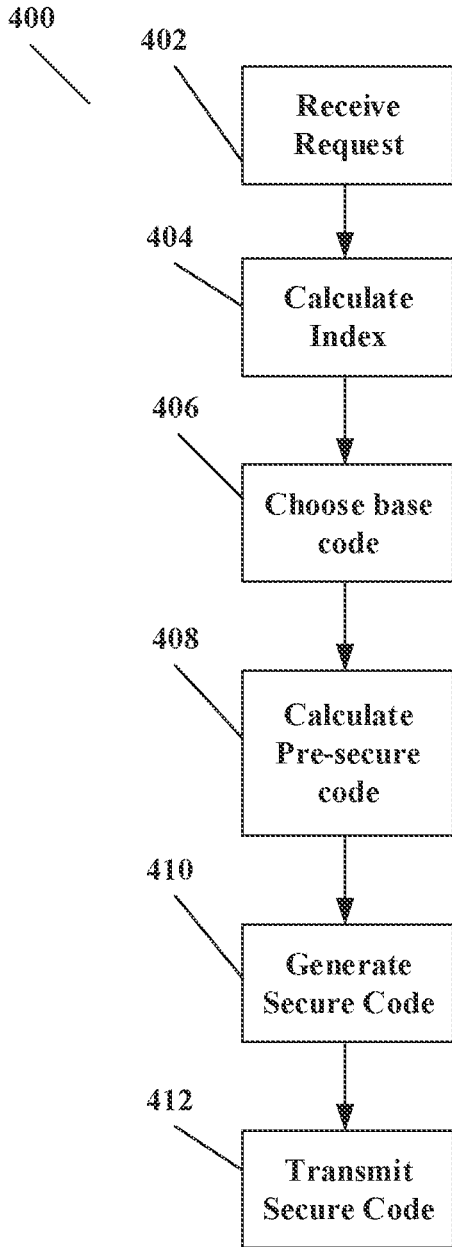 400
402
Receive
Request
404
Calculate
Index
406
Choose base
code
408
Calculate
Pre-secure
code
410
Generate
Secure Code
412
Transmit
Secure Code